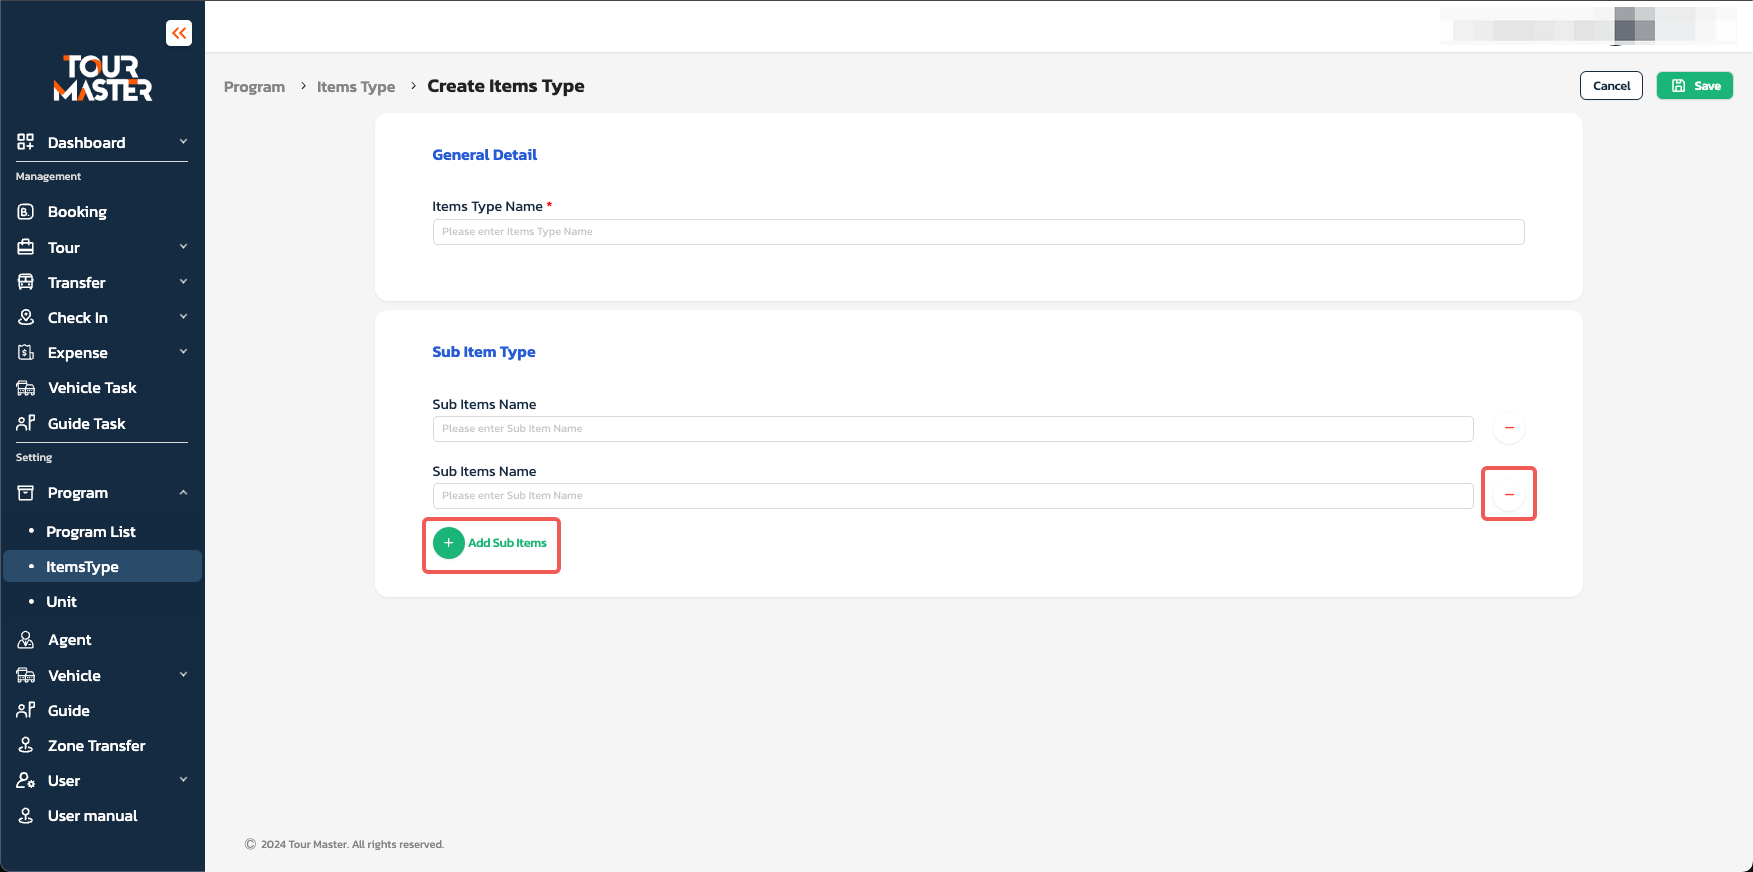 TOUR
MASTER
Dashboard
Management
Booking
Tour
Transfer
Check In
Expense
Vehicle Task
Guide Task
Setting
Program
• Program List
• ItemsType
• Unit
Agent
Vehicle
Guide
Zone Transfer
User
User manual
Program > Items Type > Create Items Type
Cancel
Save
General Detail
Items Type Name *
Please enter Items Type Name
Sub Item Type
Sub Items Name
Please enter Sub Item Name
Sub Items Name
Please enter Sub Item Name
+ Add Sub Items
© 2024 Tour Master. All rights reserved.